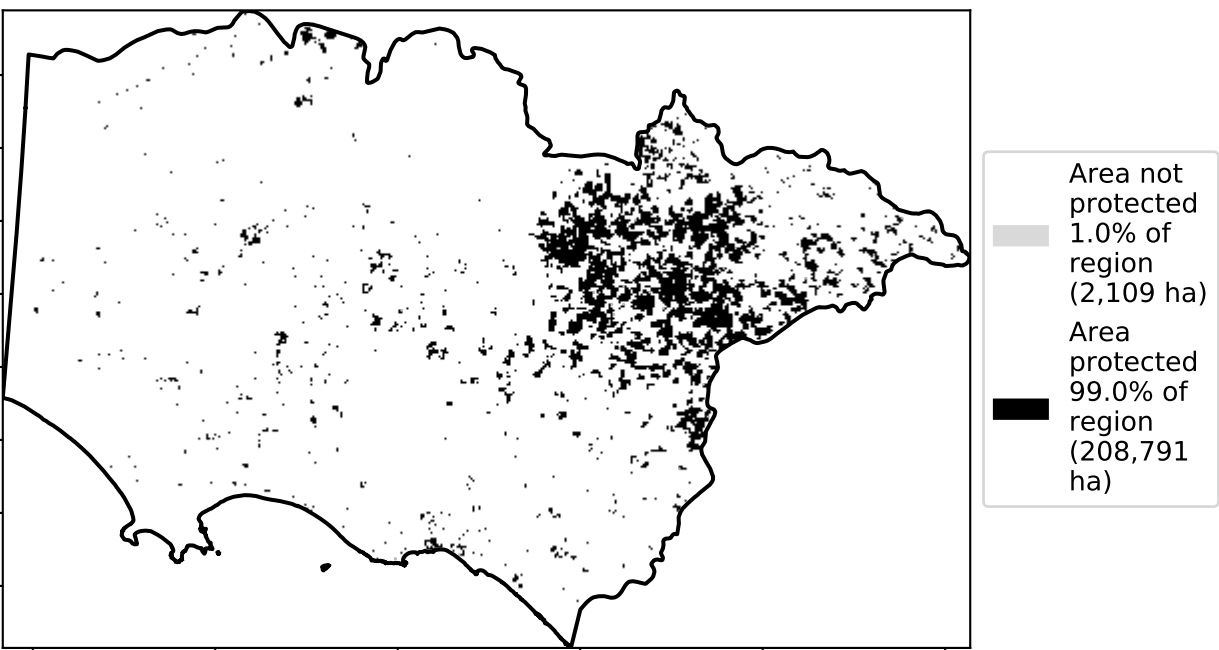 Area not
protected
1.0% of
region
(2,109 ha)
Area
protected
99.0% of
region
(208,791
ha)